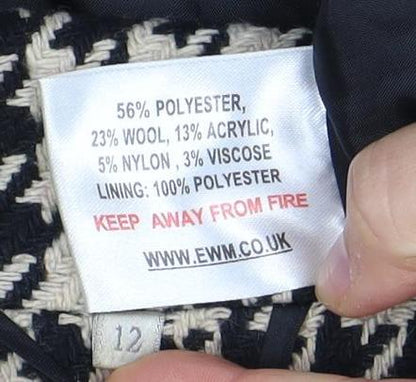 56% POLYESTER,
23% WOOL, 13% ACRYLIC,
5% NYLON , 3% VISCOSE
LINING: 100% POLYESTER
KEEP AWAY FROM FIRE
WWW.EWM.CO.UK
12